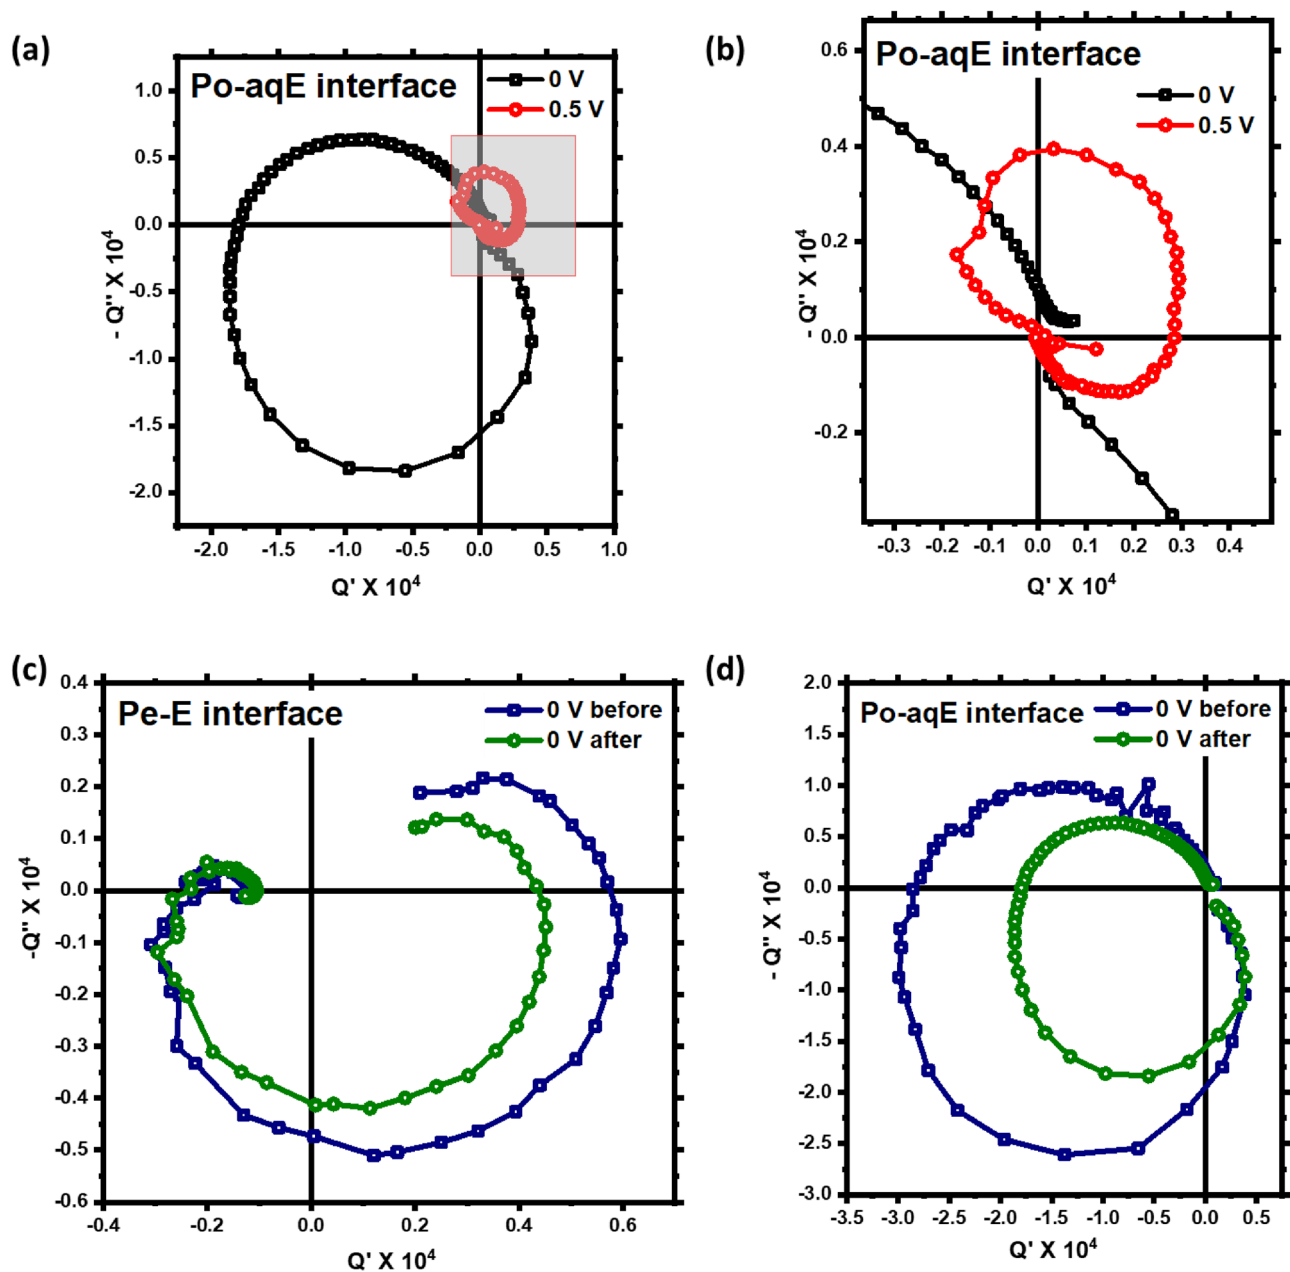 (a)
Po-aqE interface
0 V
0.5 V
1.0
0.5
0.0
-0.5
-1.0
-1.5
-2.0
- Q'' X 10⁴
-2.0 -1.5 -1.0 -0.5 0.0 0.5 1.0
Q' X 10⁴
(b)
Po-aqE interface
0 V
0.5 V
0.6
0.4
0.2
0.0
-0.2
- Q'' X 10⁴
-0.3 -0.2 -0.1 0.0 0.1 0.2 0.3 0.4
Q' X 10⁴
(c)
Pe-E interface
0 V before
0 V after
0.4
0.3
0.2
0.1
0.0
-0.1
-0.2
-0.3
-0.4
-0.5
-0.6
-Q'' X 10⁴
-0.4 -0.2 0.0 0.2 0.4 0.6
Q' X 10⁴
(d)
Po-aqE interface
0 V before
0 V after
2.0
1.5
1.0
0.5
0.0
-0.5
-1.0
-1.5
-2.0
-2.5
-3.0
- Q'' X 10⁴
-3.5 -3.0 -2.5 -2.0 -1.5 -1.0 -0.5 0.0 0.5
Q' X 10⁴